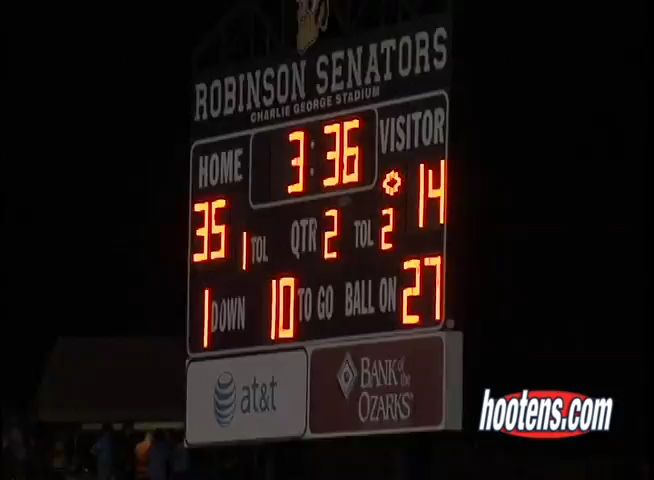 ROBINSON SENATORS
CHARLIE GEORGE STADIUM
HOME 3:36 VISITOR
35 1 TOL QTR 2 TOL 2 14
1 DOWN 10 TO GO BALL ON 27
at&t
BANK of the OZARKS
hootens.com